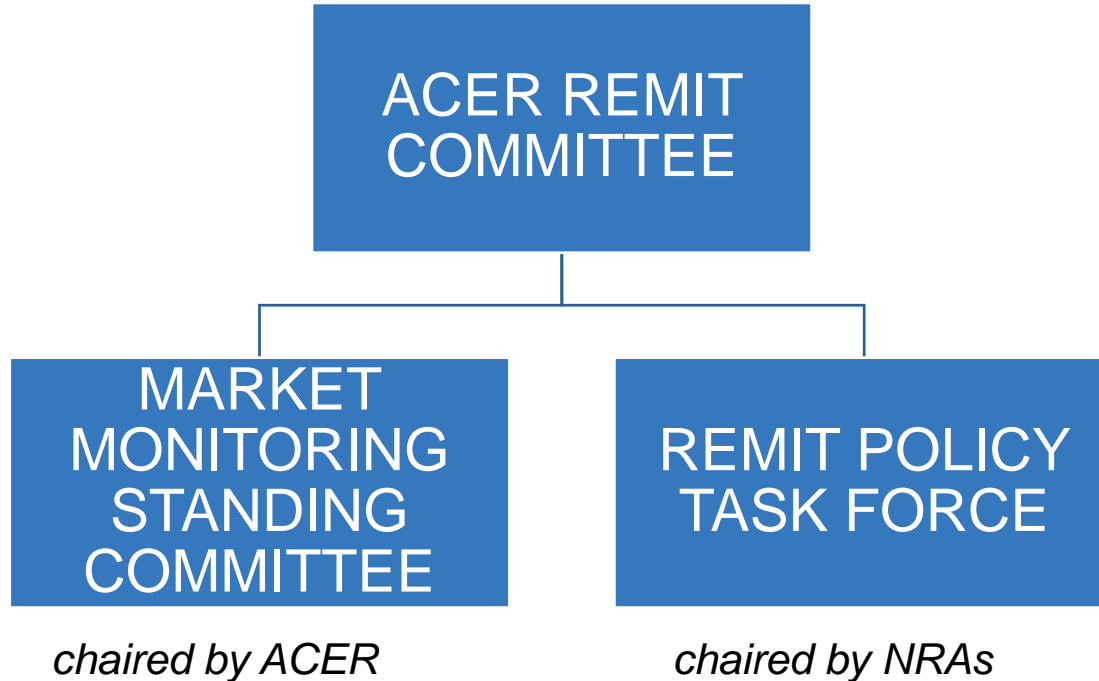 ACER REMIT
COMMITTEE
MARKET
MONITORING
STANDING
COMMITTEE
REMIT POLICY
TASK FORCE
chaired by ACER
chaired by NRAs